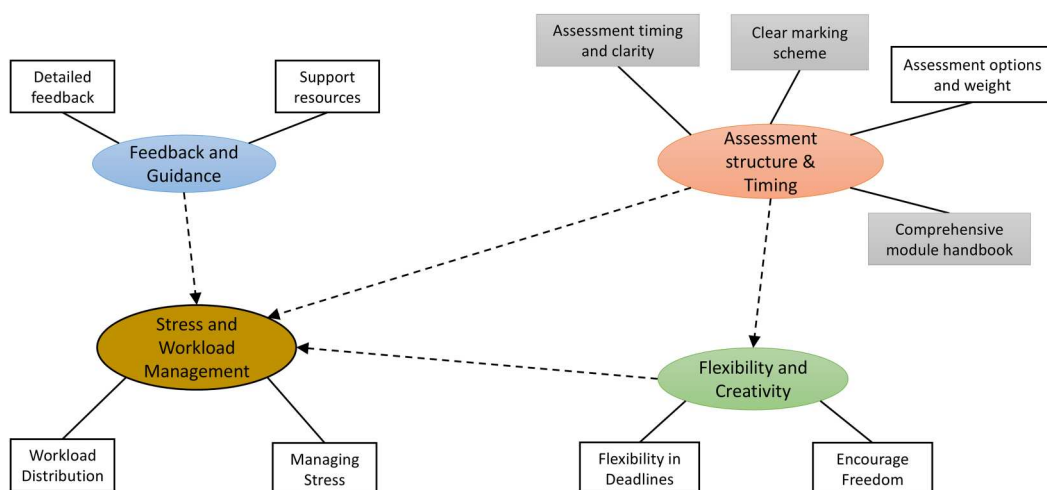 Assessment timing
and clarity
Clear marking
scheme
Assessment options
and weight
Detailed
feedback
Support
resources
Feedback and
Guidance
Assessment
structure &
Timing
Comprehensive
module handbook
Stress and
Workload
Management
Flexibility and
Creativity
Workload
Distribution
Managing
Stress
Flexibility in
Deadlines
Encourage
Freedom